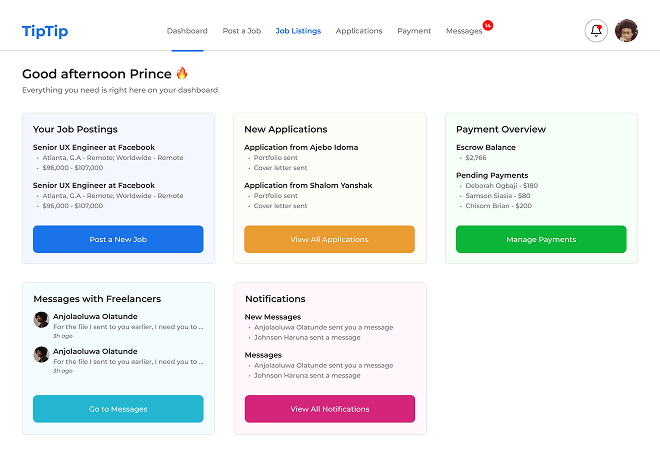 TipTip
Dashboard
Post a Job
Job Listings
Applications
Payment
Messages
14
Good afternoon Prince
Everything you need is right here on your dashboard
Your Job Postings
Senior UX Engineer at Facebook
Atlanta, G.A - Remote; Worldwide - Remote
$96,000 - $107,000
Senior UX Engineer at Facebook
Atlanta, G.A - Remote; Worldwide - Remote
$96,000 - $107,000
Post a New Job
New Applications
Application from Ajebo Idoma
Portfolio sent
Cover letter sent
Application from Shalom Yanshak
Portfolio sent
Cover letter sent
View All Applications
Payment Overview
Escrow Balance
$2,766
Pending Payments
Deborah Ogbaji - $180
Samson Siasia - $80
Chisom Brian - $200
Manage Payments
Messages with Freelancers
Anjolaoluwa Olatunde
For the file I sent to you earlier, I need you to ...
3h ago
Anjolaoluwa Olatunde
For the file I sent to you earlier, I need you to ...
3h ago
Go to Messages
Notifications
New Messages
Anjolaoluwa Olatunde sent you a message
Johnson Haruna sent a message
Messages
Anjolaoluwa Olatunde sent you a message
Johnson Haruna sent a message
View All Notifications